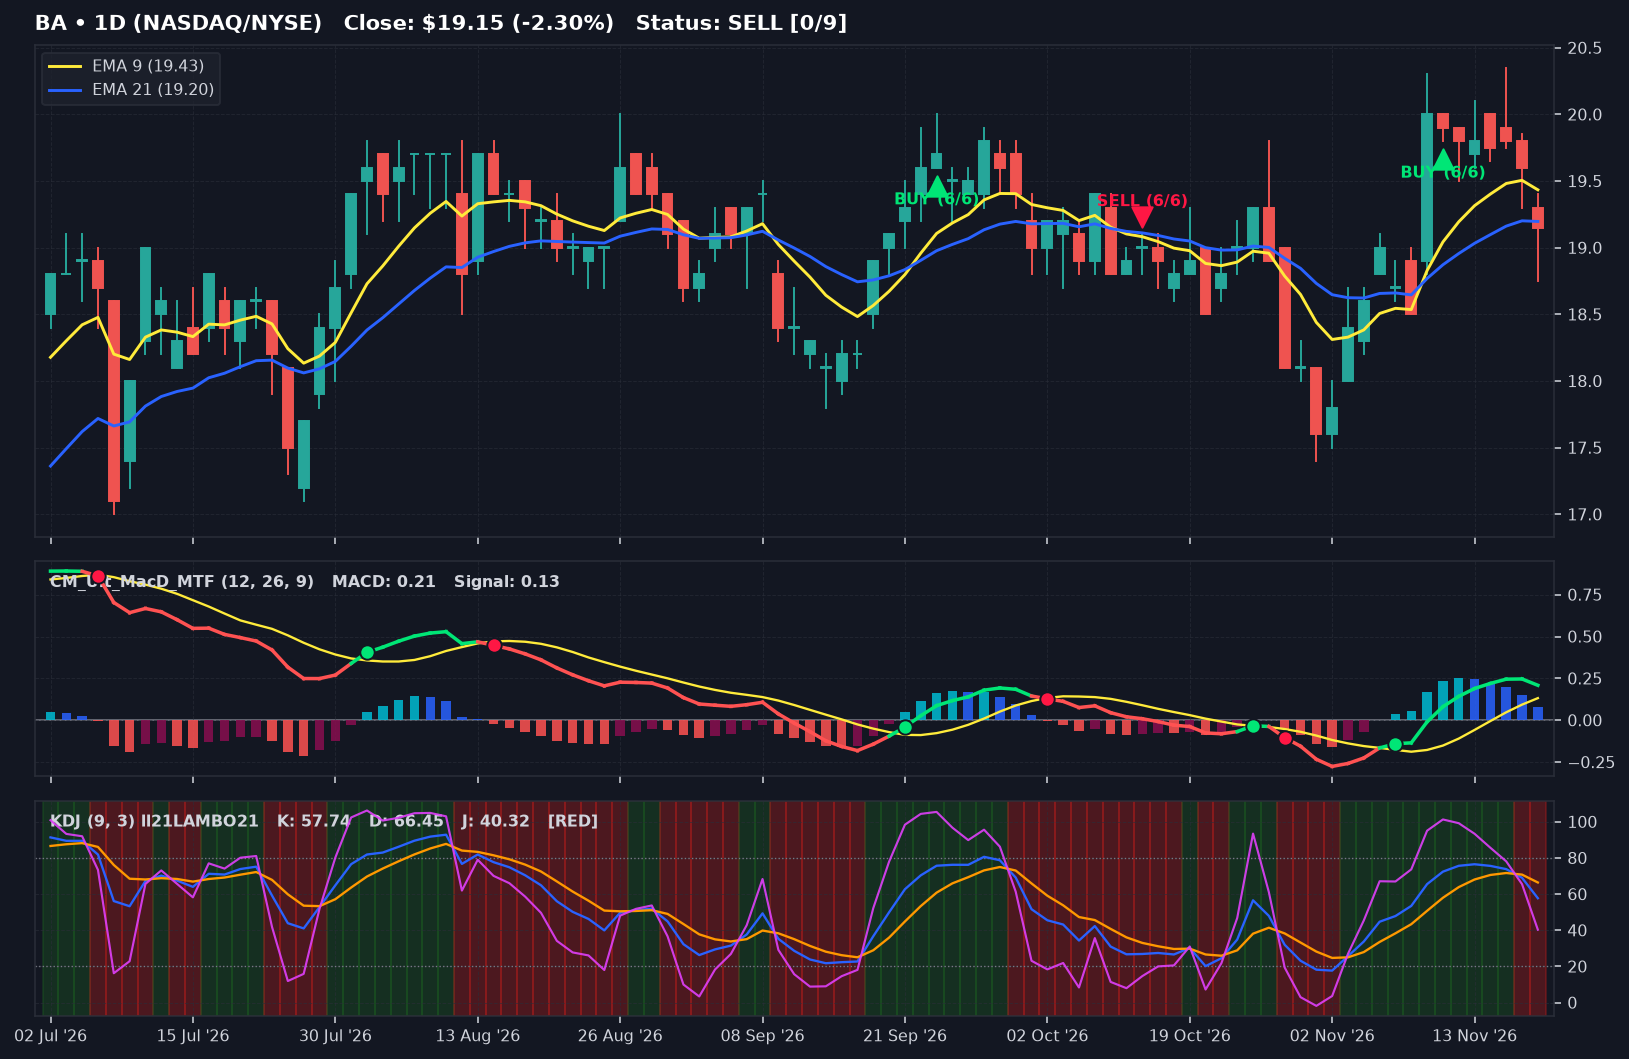 BA • 1D (NASDAQ/NYSE)   Close: $19.15 (-2.30%)   Status: SELL [0/9]
EMA 9 (19.43)
EMA 21 (19.20)
20.5
20.0
19.5
19.0
18.5
18.0
17.5
17.0
BUY (6/6)
SELL (6/6)
BUY (6/6)
CM_Ult_MacD_MTF (12, 26, 9)   MACD: 0.21   Signal: 0.13
0.75
0.50
0.25
0.00
−0.25
KDJ (9, 3) II21LAMBO21   K: 57.74   D: 66.45   J: 40.32   [RED]
100
80
60
40
20
0
02 Jul '26
15 Jul '26
30 Jul '26
13 Aug '26
26 Aug '26
08 Sep '26
21 Sep '26
02 Oct '26
19 Oct '26
02 Nov '26
13 Nov '26